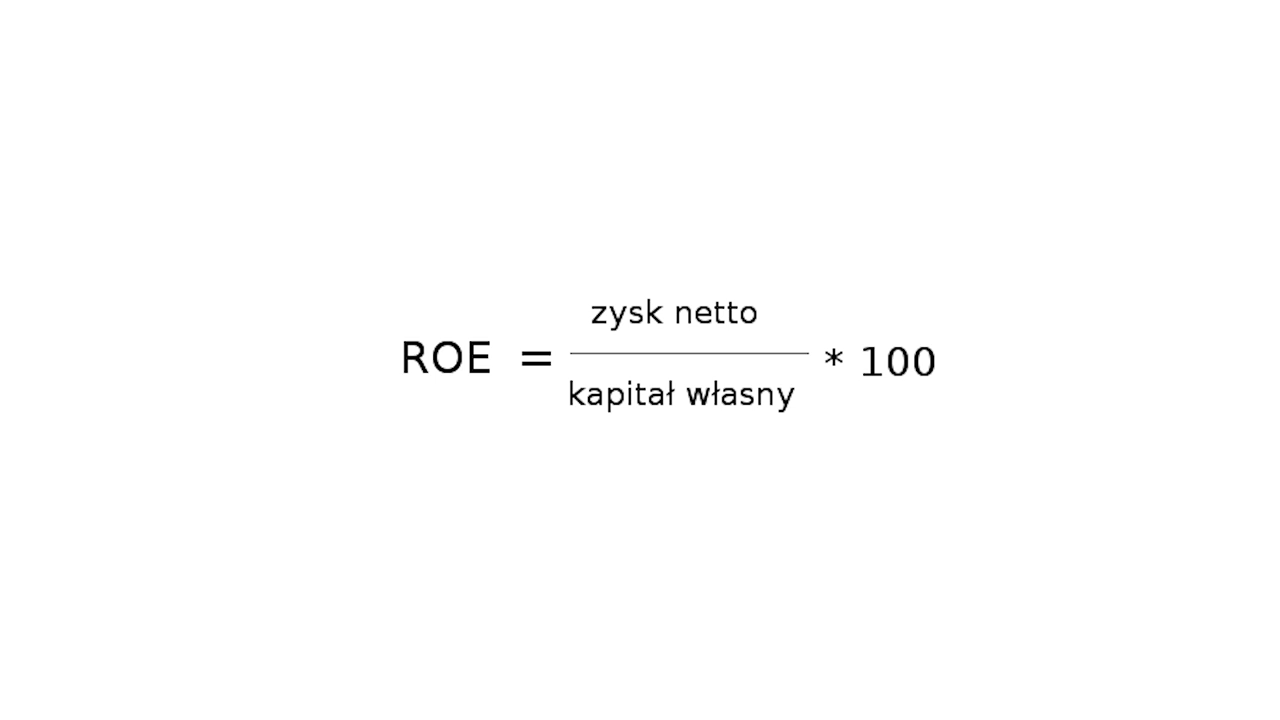 zysk netto
ROE = * 100
kapitał własny